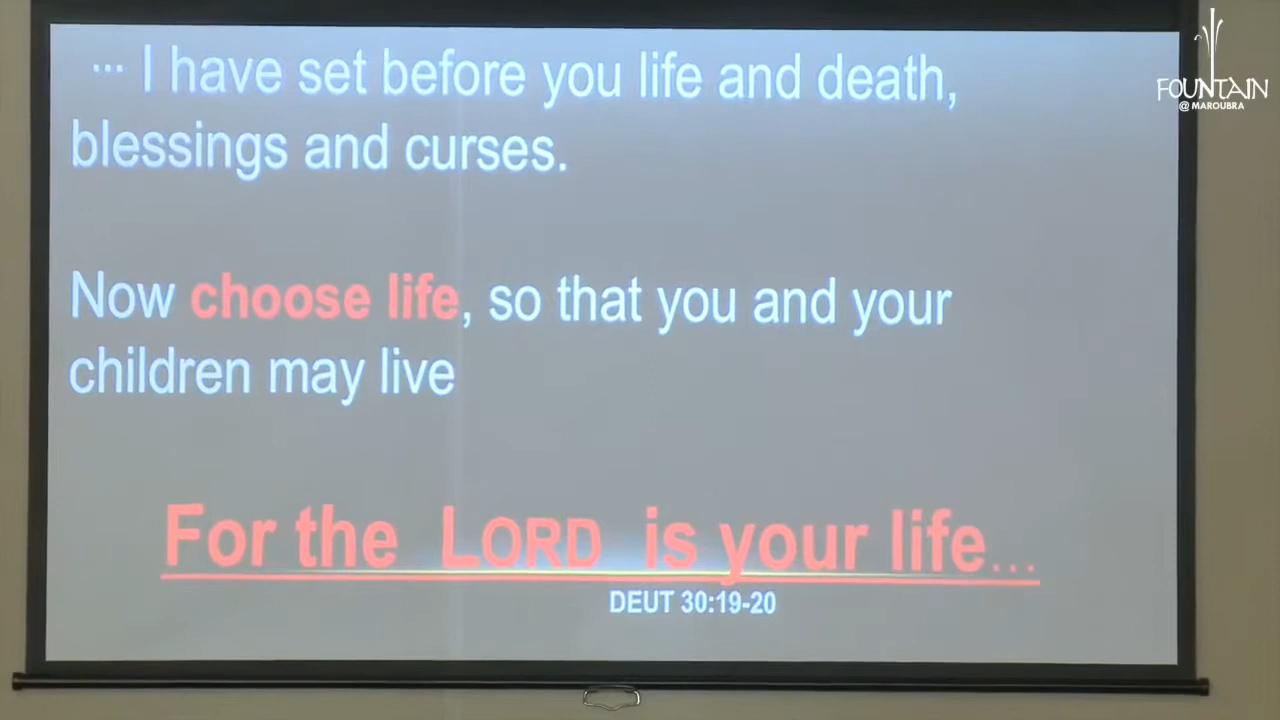 ... I have set before you life and death,
blessings and curses.
Now choose life, so that you and your
children may live
For the LORD is your life...
DEUT 30:19-20
FOUNTAIN
@ MAROUBRA